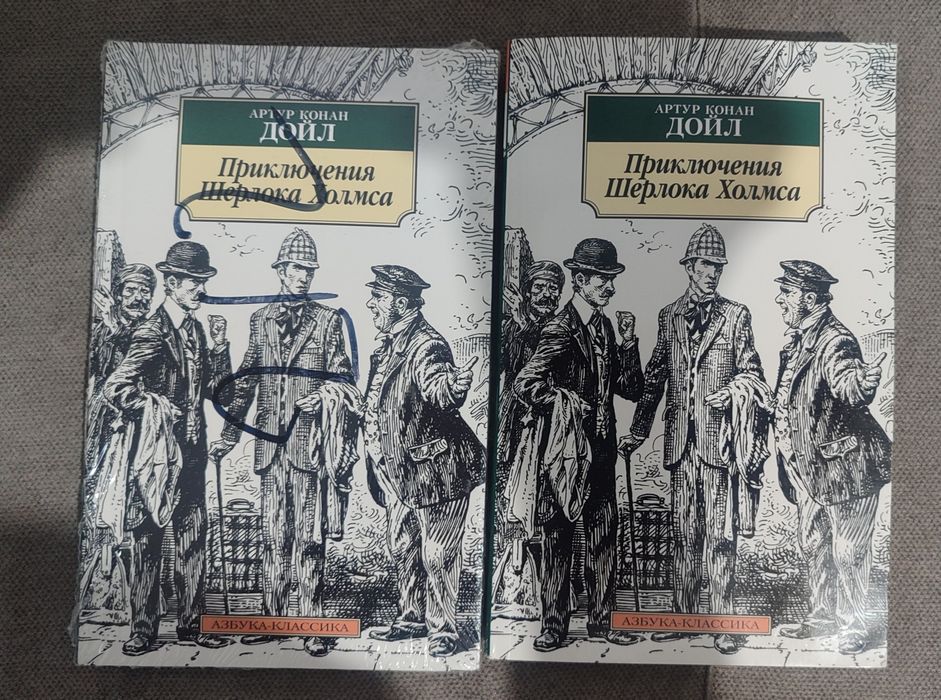 АРТУР КОНАН
ДОЙЛ
Приключения
Шерлока Холмса
АЗБУКА-КЛАССИКА
АРТУР КОНАН
ДОЙЛ
Приключения
Шерлока Холмса
АЗБУКА-КЛАССИКА